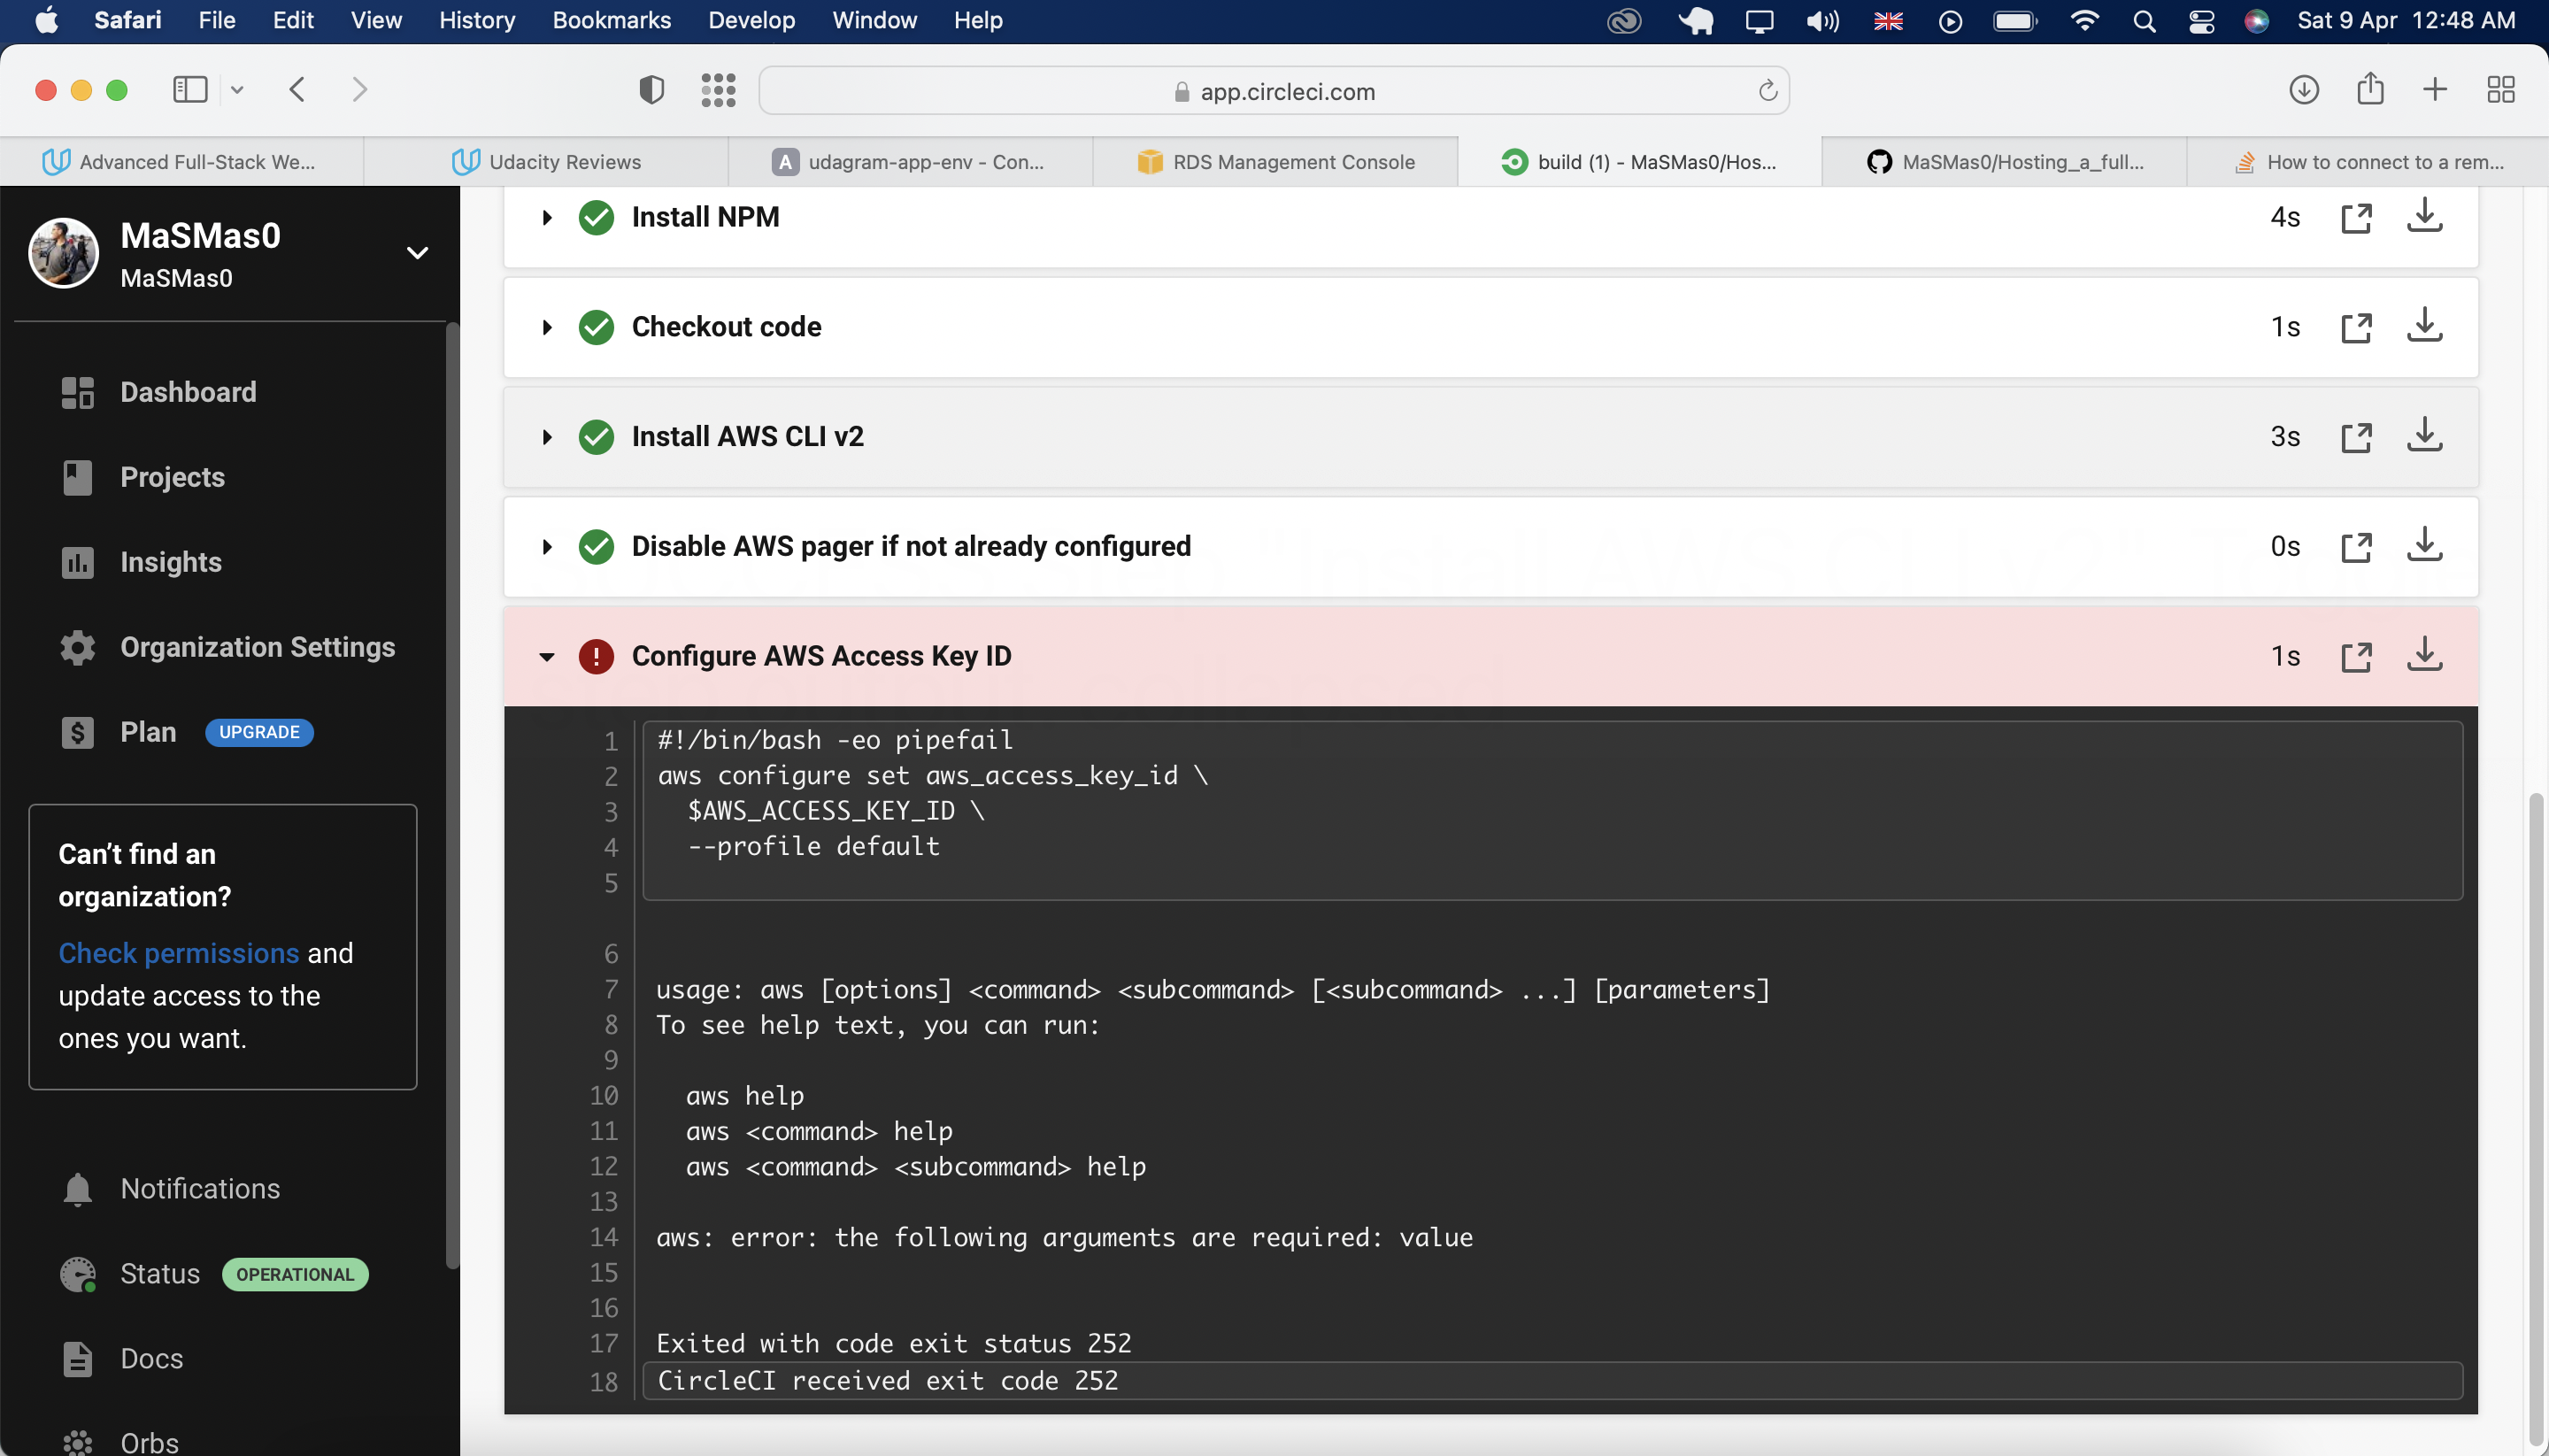 Safari File Edit View History Bookmarks Develop Window Help Sat 9 Apr 12:48 AM
app.circleci.com
Advanced Full-Stack We... Udacity Reviews A udagram-app-env - Con... RDS Management Console build (1) - MaSMas0/Hos... MaSMas0/Hosting_a_full... How to connect to a rem...
MaSMas0
MaSMas0
Dashboard
Projects
Insights
Organization Settings
Plan UPGRADE
Can’t find an
organization?
Check permissions and
update access to the
ones you want.
Notifications
Status OPERATIONAL
Docs
Orbs
Install NPM 4s
Checkout code 1s
Install AWS CLI v2 3s
Disable AWS pager if not already configured 0s
Configure AWS Access Key ID 1s
1 #!/bin/bash -eo pipefail
2 aws configure set aws_access_key_id \
3 $AWS_ACCESS_KEY_ID \
4 --profile default
5
6
7 usage: aws [options] <command> <subcommand> [<subcommand> ...] [parameters]
8 To see help text, you can run:
9
10 aws help
11 aws <command> help
12 aws <command> <subcommand> help
13
14 aws: error: the following arguments are required: value
15
16
17 Exited with code exit status 252
18 CircleCI received exit code 252